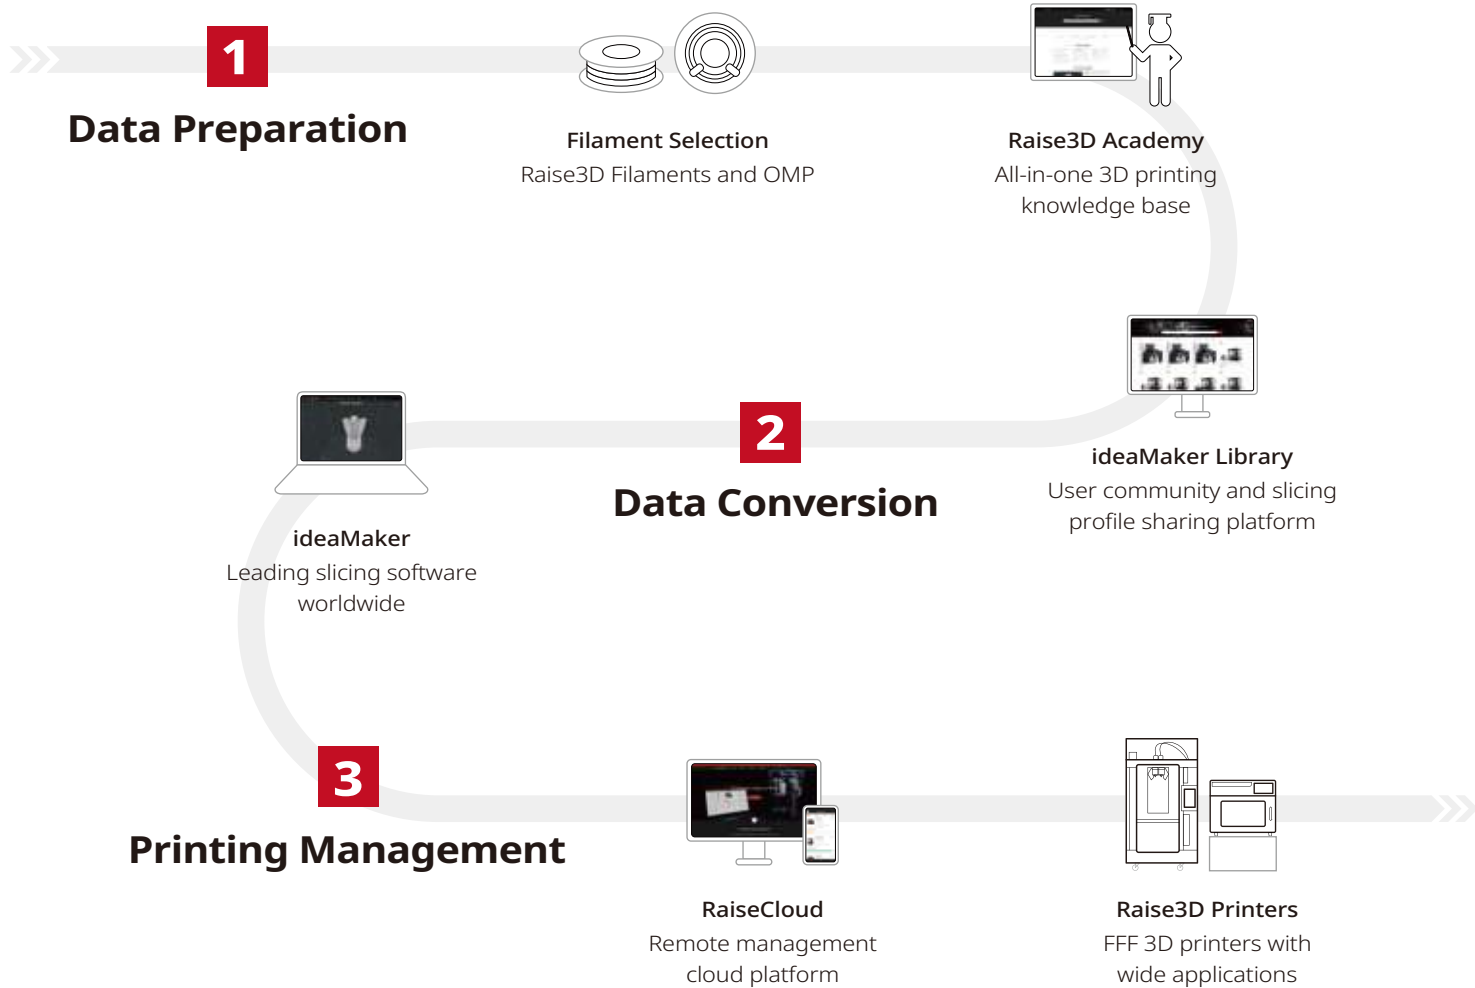 1
Data Preparation
Filament Selection
Raise3D Filaments and OMP
Raise3D Academy
All-in-one 3D printing
knowledge base
ideaMaker Library
User community and slicing
profile sharing platform
2
Data Conversion
ideaMaker
Leading slicing software
worldwide
3
Printing Management
RaiseCloud
Remote management
cloud platform
Raise3D Printers
FFF 3D printers with
wide applications